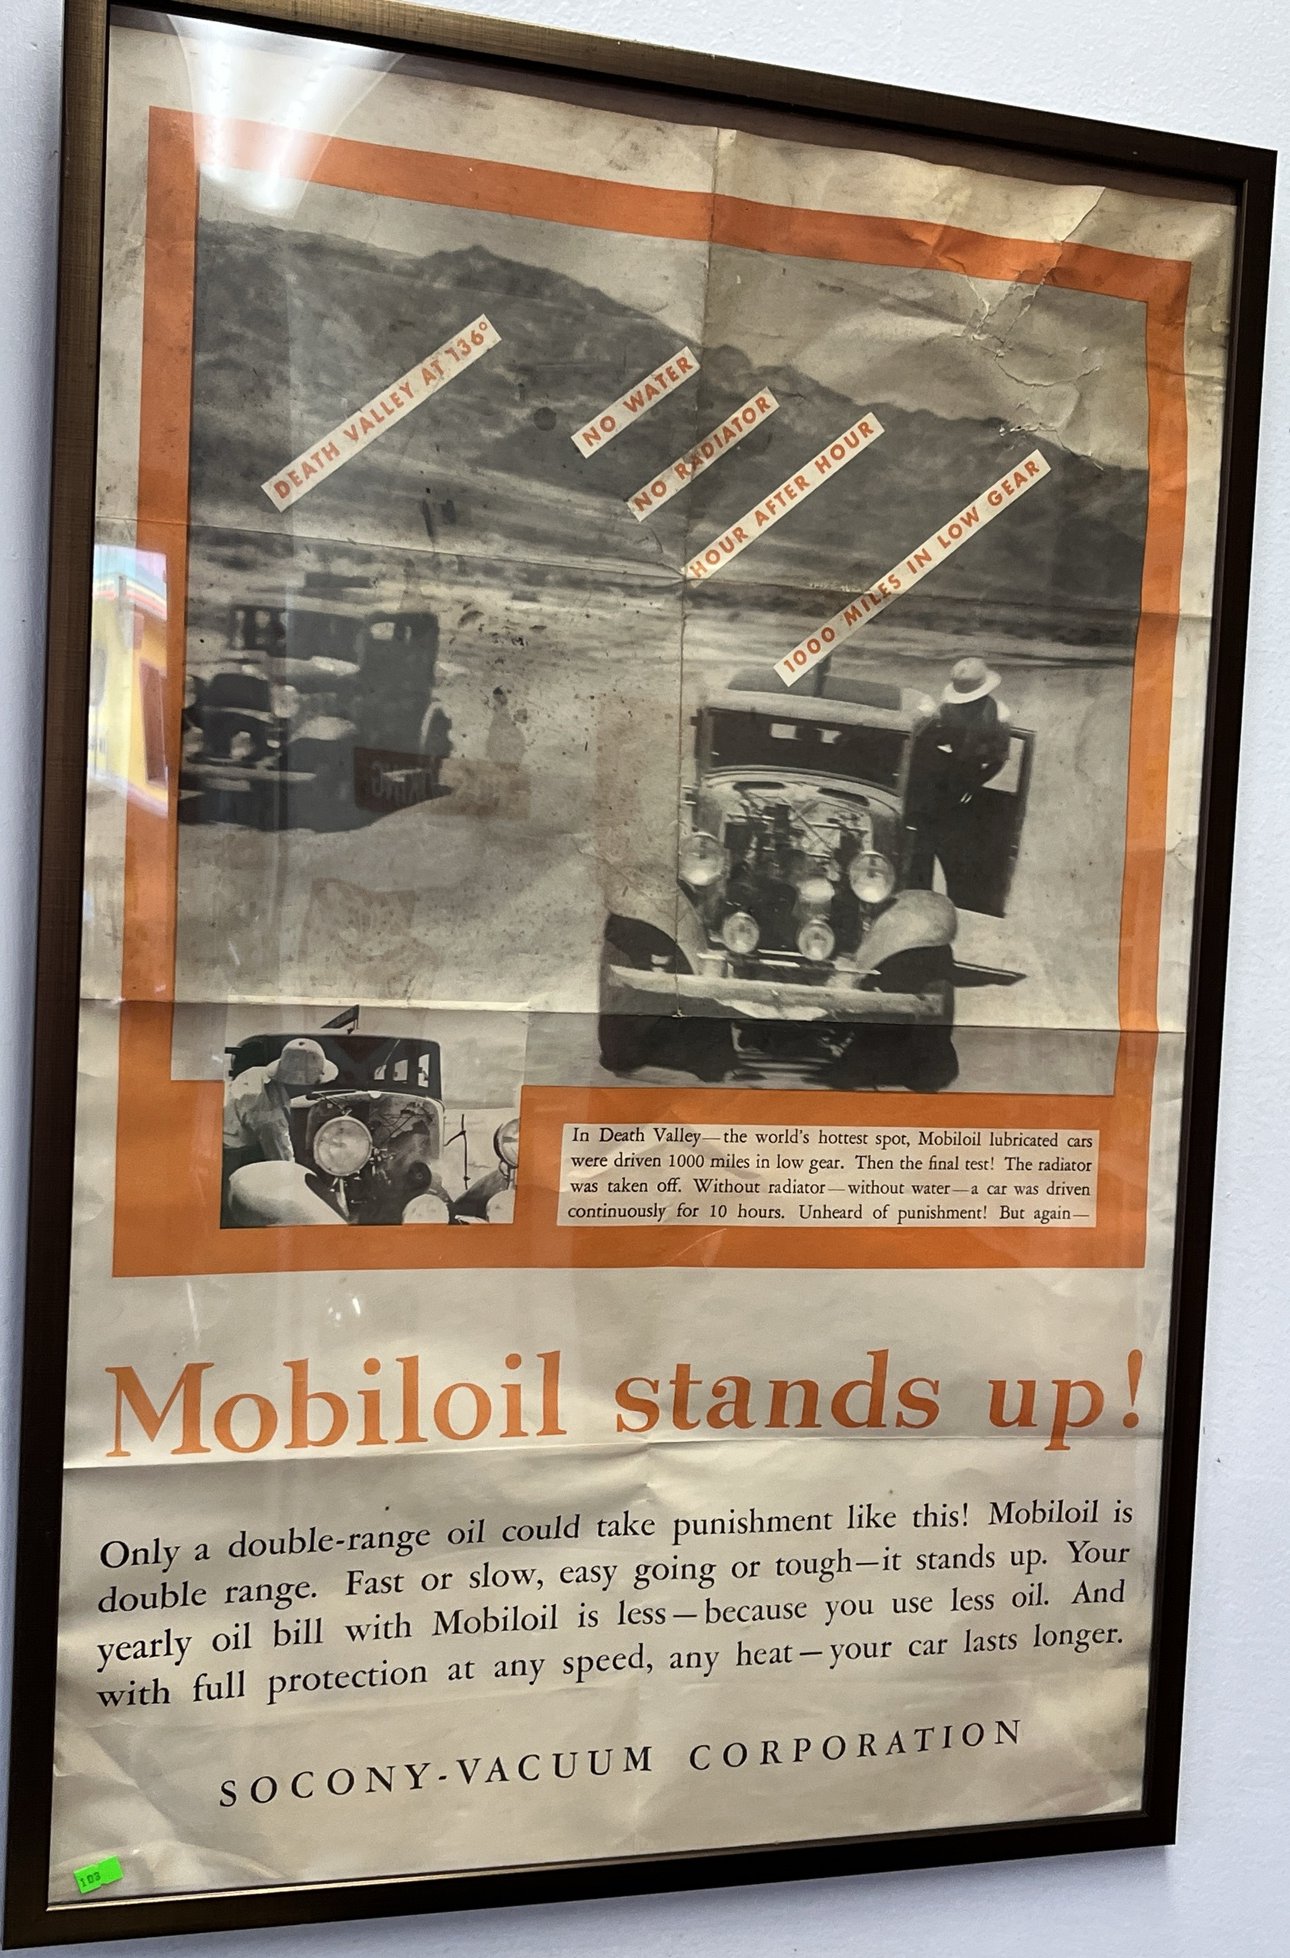 DEATH VALLEY AT 136°
NO WATER
NO RADIATOR
HOUR AFTER HOUR
1000 MILES IN LOW GEAR
In Death Valley—the world's hottest spot, Mobiloil lubricated cars
were driven 1000 miles in low gear. Then the final test! The radiator
was taken off. Without radiator—without water—a car was driven
continuously for 10 hours. Unheard of punishment! But again—
Mobiloil stands up!
Only a double-range oil could take punishment like this! Mobiloil is
double range. Fast or slow, easy going or tough—it stands up. Your
yearly oil bill with Mobiloil is less—because you use less oil. And
with full protection at any speed, any heat—your car lasts longer.
SOCONY-VACUUM CORPORATION
103